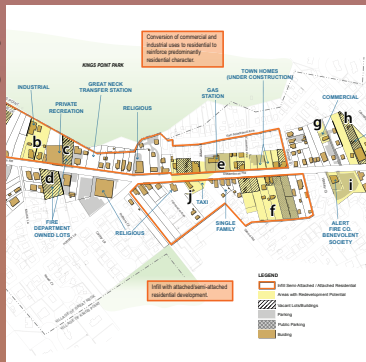 Conversion of commercial and
industrial uses to residential to
reinforce predominantly
residential character.
KINGS POINT PARK
INDUSTRIAL
PRIVATE
RECREATION
GREAT NECK
TRANSFER STATION
RELIGIOUS
GAS
STATION
TOWN HOMES
(UNDER CONSTRUCTION)
COMMERCIAL
b
c
d
e
f
g
h
i
j
FIRE
DEPARTMENT
OWNED LOTS
RELIGIOUS
TAXI
SINGLE
FAMILY
ALERT
FIRE CO.
BENEVOLENT
SOCIETY
Infill with attached/semi-attached
residential development.
LEGEND
Infill Semi-Attached / Attached Residential
Areas with Redevelopment Potential
Vacant Lots/Buildings
Parking
Public Parking
Building